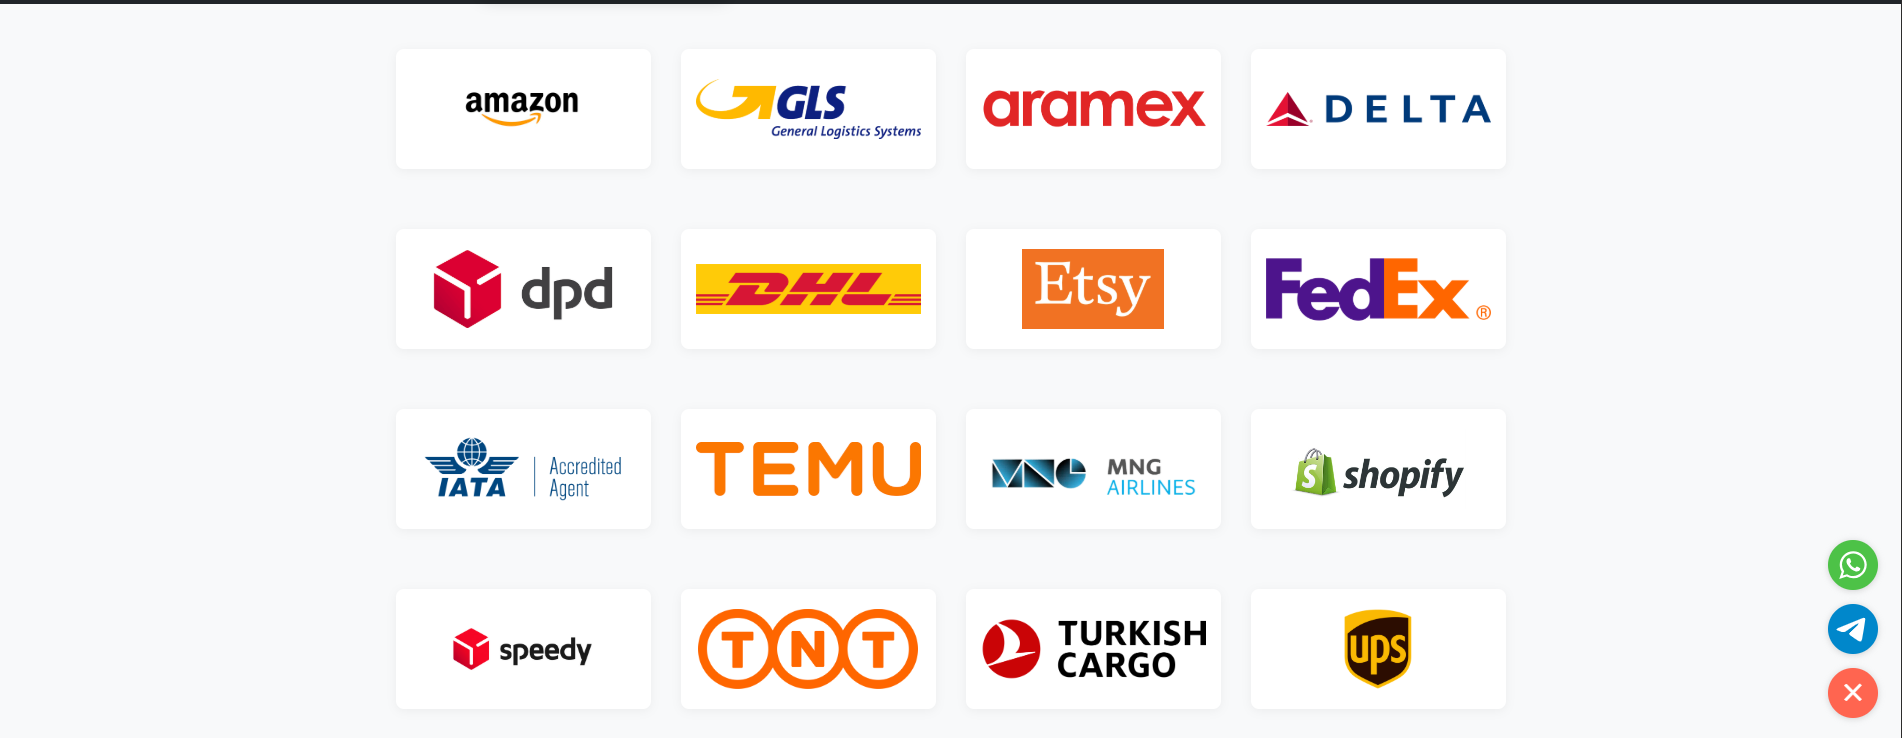 amazon
GLS
General Logistics Systems
aramex
DELTA
dpd
DHL
Etsy
FedEx ®
IATA
Accredited
Agent
TEMU
MNG
MNG
AIRLINES
S shopify
speedy
TNT
TURKISH
CARGO
ups